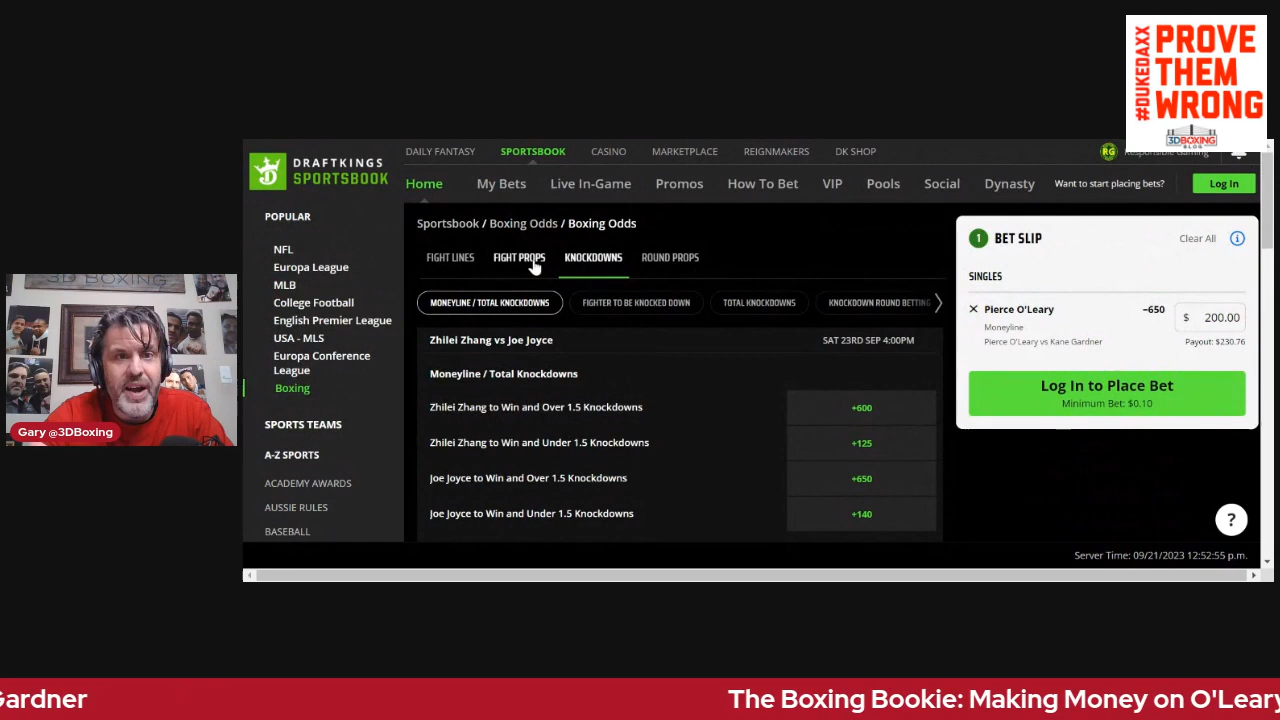 #DUKEDAXX
PROVE
THEM
WRONG
3DBOXING
BLOG
DRAFTKINGS
SPORTSBOOK
DAILY FANTA
SPORTSBOOK
CASINO
MARKETPLACE
REIGNMAKERS
DK SHOP
RG
Responsible Gaming
Home
My Bets
Live In-Game
Promos
How To Bet
VIP
Pools
Social
Dynasty
Want to start placing bets?
Log In
POPULAR
NFL
Europa League
MLB
College Football
English Premier League
USA - MLS
Europa Conference
League
Boxing
SPORTS TEAMS
A-Z SPORTS
ACADEMY AWARDS
AUSSIE RULES
BASEBALL
Sportsbook / Boxing Odds / Boxing Odds
FIGHT LINES
FIGHT PROPS
KNOCKDOWNS
ROUND PROPS
MONEYLINE / TOTAL KNOCKDOWNS
FIGHTER TO BE KNOCKED DOWN
TOTAL KNOCKDOWNS
KNOCKDOWN ROUND BETTING
Zhilei Zhang vs Joe Joyce
SAT 23RD SEP 4:00PM
Moneyline / Total Knockdowns
Zhilei Zhang to Win and Over 1.5 Knockdowns
+600
Zhilei Zhang to Win and Under 1.5 Knockdowns
+125
Joe Joyce to Win and Over 1.5 Knockdowns
+650
Joe Joyce to Win and Under 1.5 Knockdowns
+140
1
BET SLIP
Clear All
SINGLES
Pierce O'Leary
−650
$ 200.00
Moneyline
Pierce O'Leary vs Kane Gardner
Payout: $230.76
Log In to Place Bet
Minimum Bet: $0.10
?
Server Time: 09/21/2023 12:52:55 p.m.
3D BOXING
Gary @3DBoxing
Gardner
The Boxing Bookie: Making Money on O'Leary